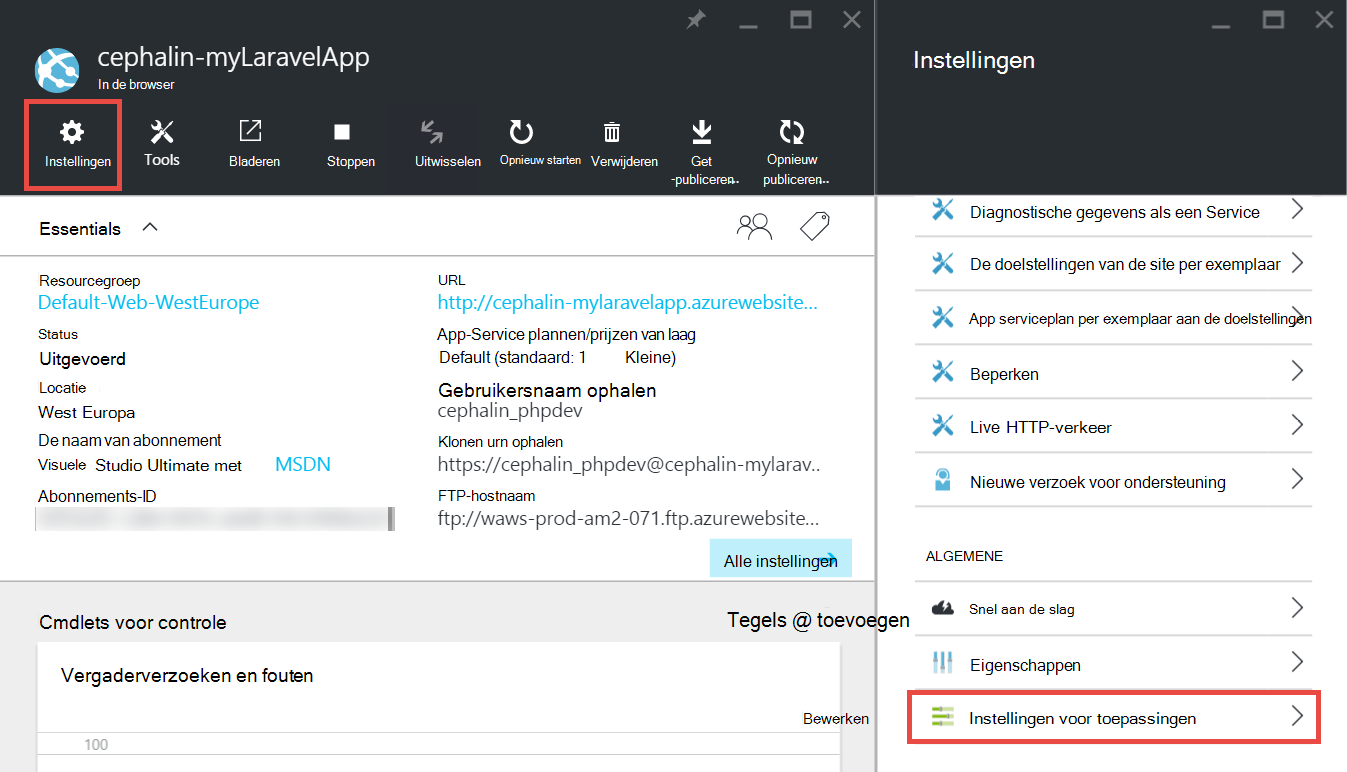 cephalin-myLaravelApp
In de browser
Instellingen
Tools
Bladeren
Stoppen
Uitwisselen
Opnieuw starten
Verwijderen
Get
-publiceren..
Opnieuw
publiceren..
Essentials
Resourcegroep
Default-Web-WestEurope
Status
Uitgevoerd
Locatie
West Europa
De naam van abonnement
Visuele Studio Ultimate met MSDN
Abonnements-ID
URL
http://cephalin-mylaravelapp.azurewebsite...
App-Service plannen/prijzen van laag
Default (standaard: 1 Kleine)
Gebruikersnaam ophalen
cephalin_phpdev
Klonen urn ophalen
https://cephalin_phpdev@cephalin-mylarav..
FTP-hostnaam
ftp://waws-prod-am2-071.ftp.azurewebsite...
Alle instellingen
Cmdlets voor controle
Tegels @ toevoegen
Vergaderverzoeken en fouten
Bewerken
100
Instellingen
Diagnostische gegevens als een Service
De doelstellingen van de site per exemplaar
App serviceplan per exemplaar aan de doelstellingen
Beperken
Live HTTP-verkeer
Nieuwe verzoek voor ondersteuning
ALGEMENE
Snel aan de slag
Eigenschappen
Instellingen voor toepassingen